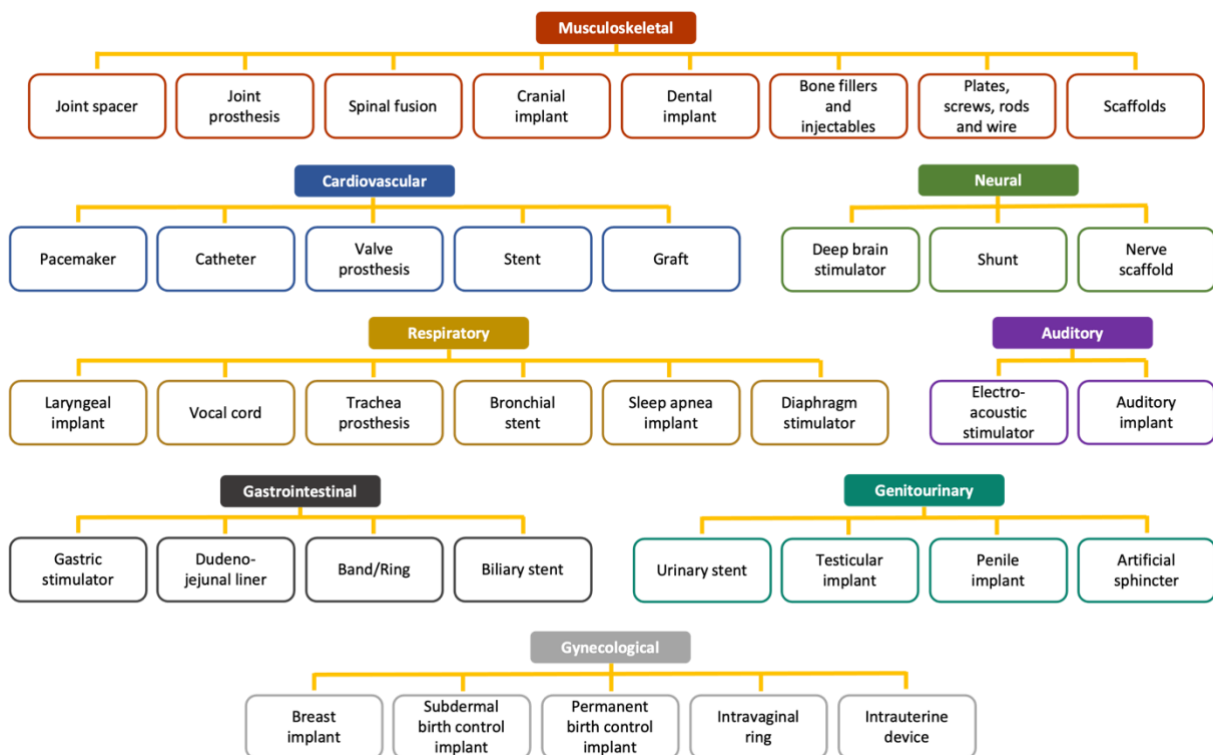 Musculoskeletal
Joint spacer
Joint
prosthesis
Spinal fusion
Cranial
implant
Dental
implant
Bone fillers
and
injectables
Plates,
screws, rods
and wire
Scaffolds
Cardiovascular
Pacemaker
Catheter
Valve
prosthesis
Stent
Graft
Neural
Deep brain
stimulator
Shunt
Nerve
scaffold
Respiratory
Laryngeal
implant
Vocal cord
Trachea
prosthesis
Bronchial
stent
Sleep apnea
implant
Diaphragm
stimulator
Auditory
Electro-
acoustic
stimulator
Auditory
implant
Gastrointestinal
Gastric
stimulator
Dudeno-
jejunal liner
Band/Ring
Biliary stent
Genitourinary
Urinary stent
Testicular
implant
Penile
implant
Artificial
sphincter
Gynecological
Breast
implant
Subdermal
birth control
implant
Permanent
birth control
implant
Intravaginal
ring
Intrauterine
device